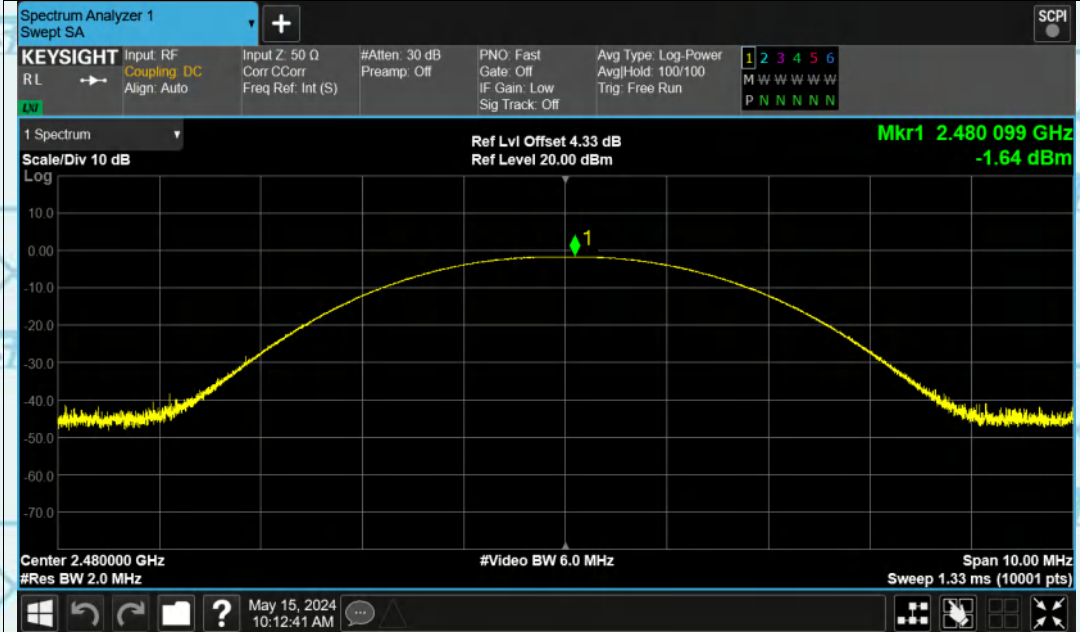 Spectrum Analyzer 1
Swept SA
+
SCPI
KEYSIGHT
RL
LXI
Input: RF
Coupling: DC
Align: Auto
Input Z: 50 Ω
Corr CCorr
Freq Ref: Int (S)
#Atten: 30 dB
Preamp: Off
PNO: Fast
Gate: Off
IF Gain: Low
Sig Track: Off
Avg Type: Log-Power
Avg|Hold: 100/100
Trig: Free Run
1 2 3 4 5 6
M W W W W W
P N N N N N
1 Spectrum
Scale/Div 10 dB
Log
Ref Lvl Offset 4.33 dB
Ref Level 20.00 dBm
Mkr1 2.480 099 GHz
-1.64 dBm
10.0
0.00
-10.0
-20.0
-30.0
-40.0
-50.0
-60.0
-70.0
1
Center 2.480000 GHz
#Res BW 2.0 MHz
#Video BW 6.0 MHz
Span 10.00 MHz
Sweep 1.33 ms (10001 pts)
?
May 15, 2024
10:12:41 AM